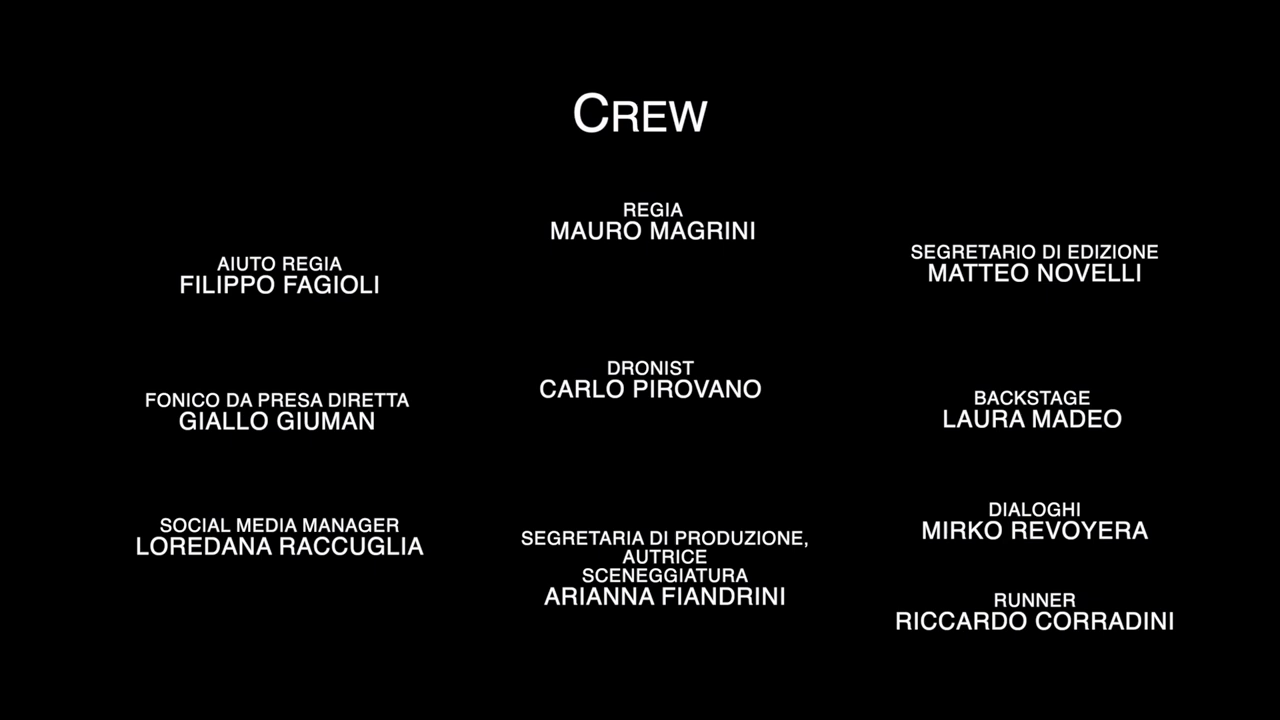 CREW
REGIA
MAURO MAGRINI
AIUTO REGIA
FILIPPO FAGIOLI
SEGRETARIO DI EDIZIONE
MATTEO NOVELLI
DRONIST
CARLO PIROVANO
FONICO DA PRESA DIRETTA
GIALLO GIUMAN
BACKSTAGE
LAURA MADEO
SOCIAL MEDIA MANAGER
LOREDANA RACCUGLIA
SEGRETARIA DI PRODUZIONE,
AUTRICE
SCENEGGIATURA
ARIANNA FIANDRINI
DIALOGHI
MIRKO REVOYERA
RUNNER
RICCARDO CORRADINI